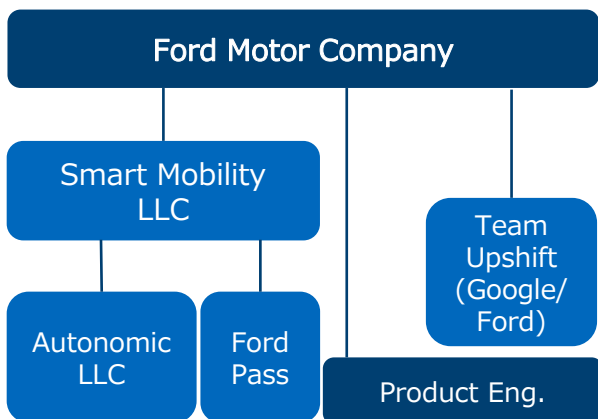 Ford Motor Company
Smart Mobility
LLC
Team
Upshift
(Google/
Ford)
Autonomic
LLC
Ford
Pass
Product Eng.